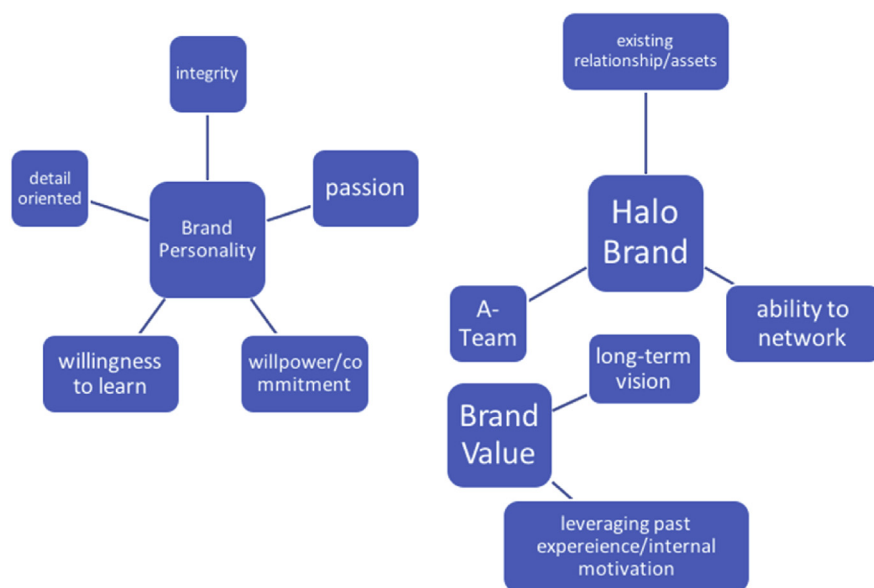 integrity
detail
oriented
passion
Brand
Personality
willingness
to learn
willpower/co
mmitment
existing
relationship/assets
Halo
Brand
A-
Team
ability to
network
long-term
vision
Brand
Value
leveraging past
expereience/internal
motivation